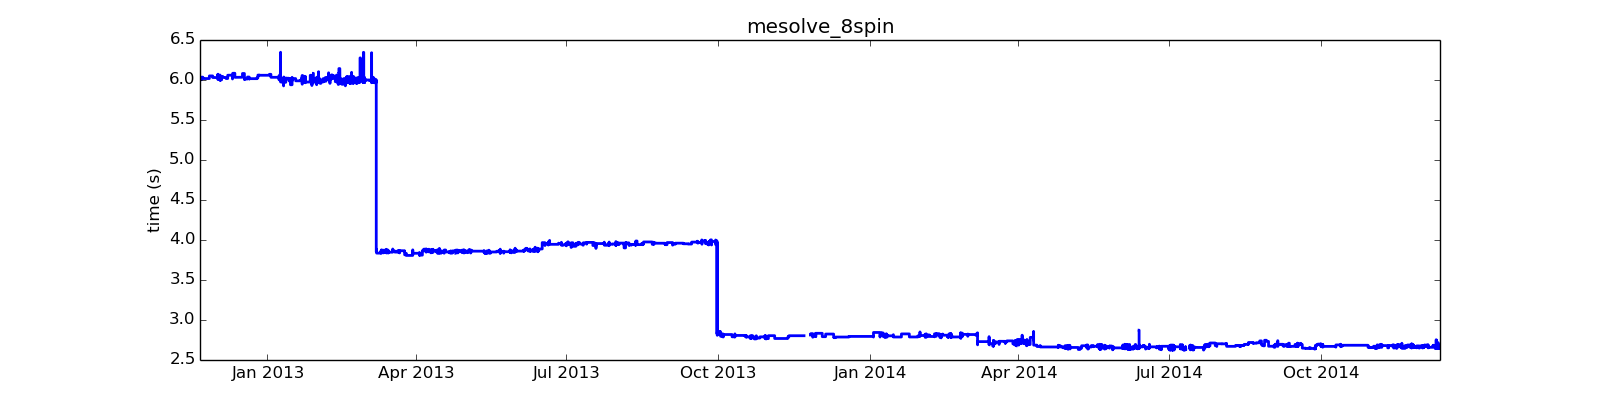 mesolve_8spin
6.5
6.0
5.5
5.0
4.5
4.0
3.5
3.0
2.5
time (s)
Jan 2013
Apr 2013
Jul 2013
Oct 2013
Jan 2014
Apr 2014
Jul 2014
Oct 2014